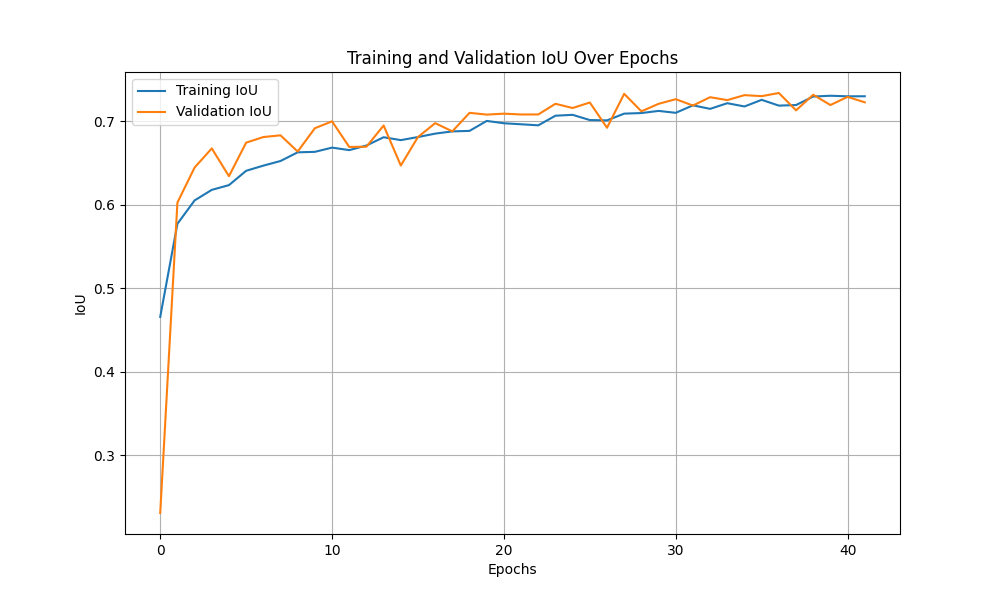 Training and Validation IoU Over Epochs
Training IoU
Validation IoU
0.7
0.6
0.5
0.4
0.3
IoU
0 10 20 30 40
Epochs